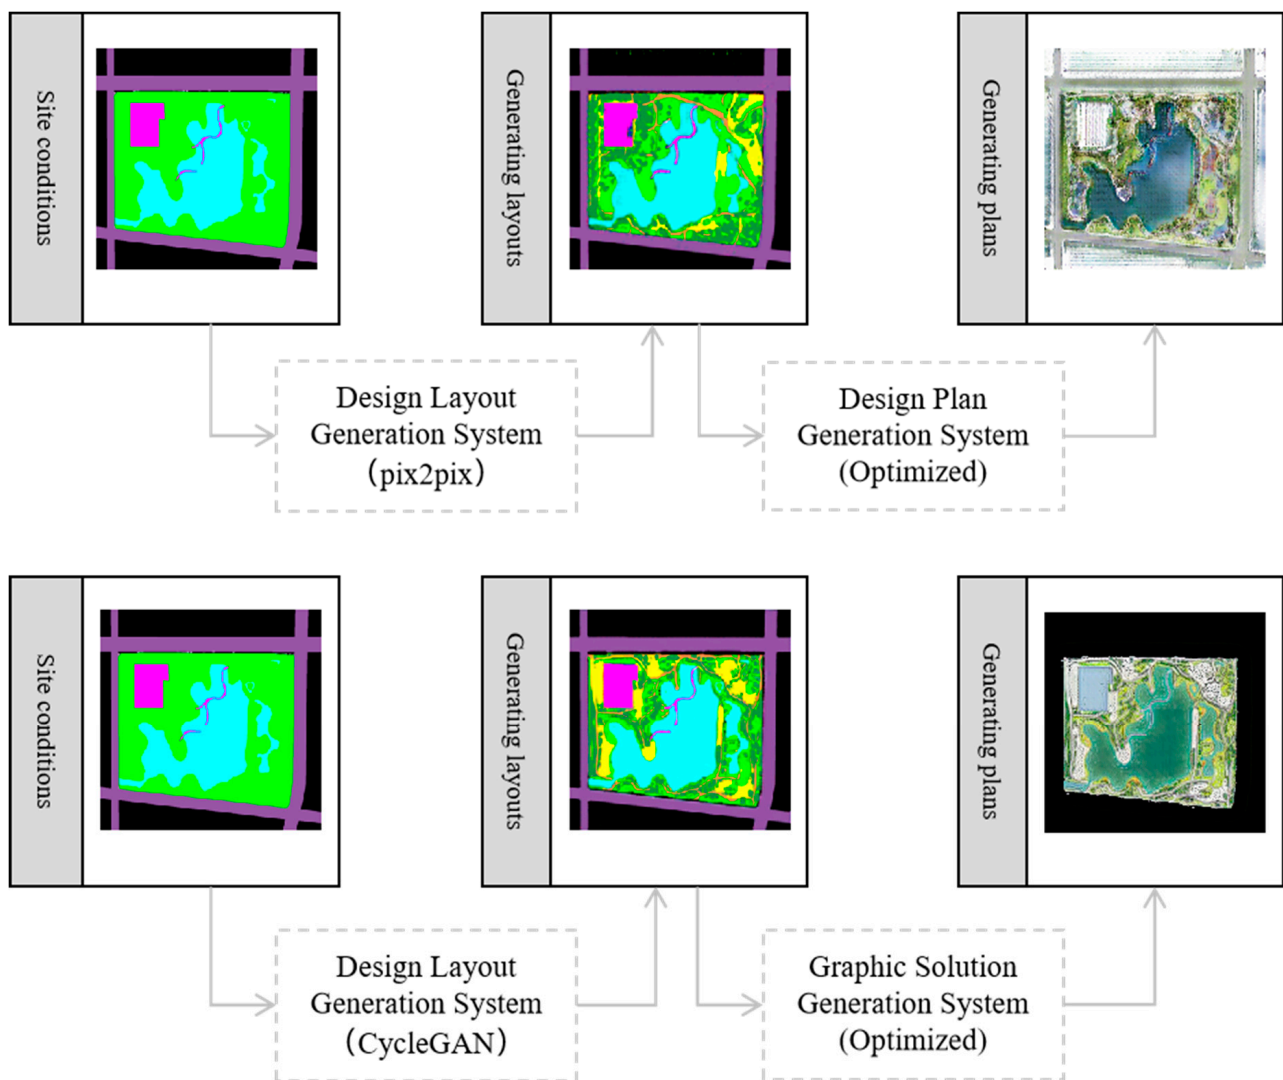 Site conditions
Generating layouts
Generating plans
Design Layout
Generation System
（pix2pix）
Design Plan
Generation System
(Optimized)
Site conditions
Generating layouts
Generating plans
Design Layout
Generation System
（CycleGAN）
Graphic Solution
Generation System
(Optimized)